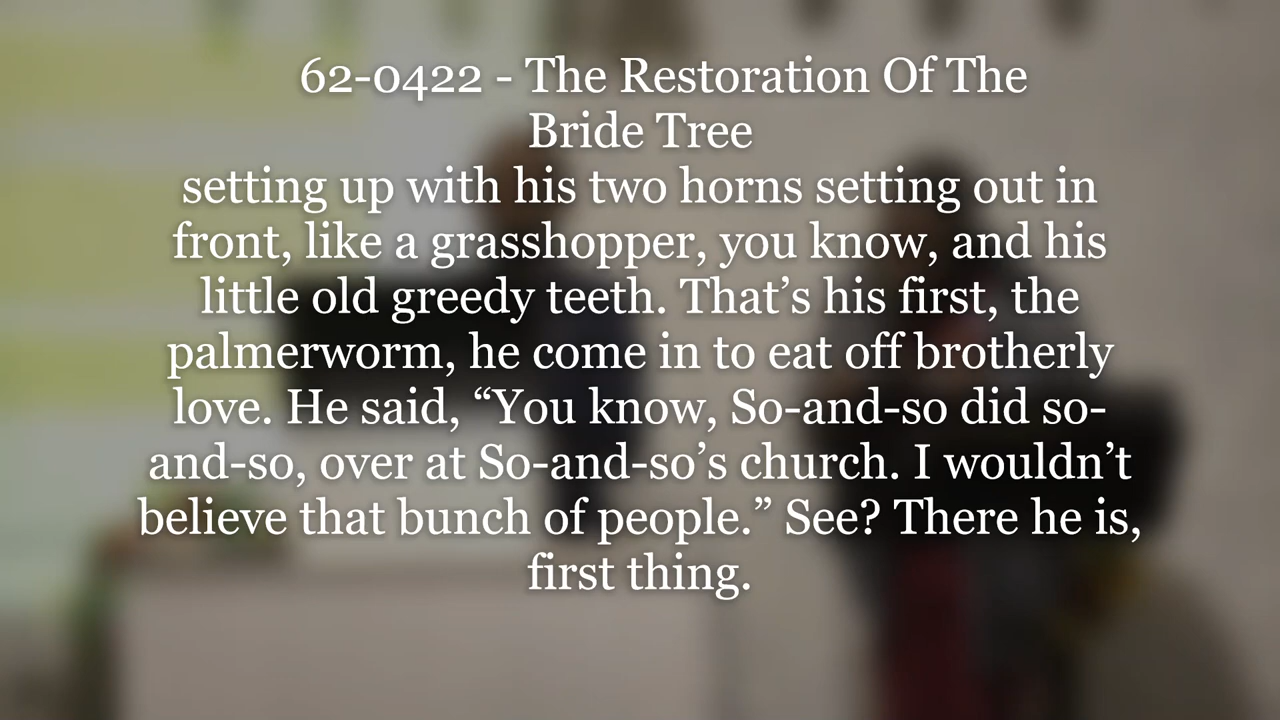 62-0422 - The Restoration Of The
Bride Tree
setting up with his two horns setting out in
front, like a grasshopper, you know, and his
little old greedy teeth. That’s his first, the
palmerworm, he come in to eat off brotherly
love. He said, “You know, So-and-so did so-
and-so, over at So-and-so’s church. I wouldn’t
believe that bunch of people.” See? There he is,
first thing.